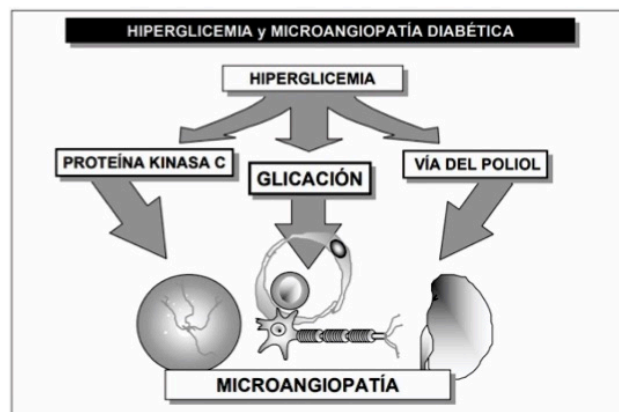 HIPERGLICEMIA y MICROANGIOPATÍA DIABÉTICA
HIPERGLICEMIA
PROTEÍNA KINASA C
GLICACIÓN
VÍA DEL POLIOL
MICROANGIOPATÍA